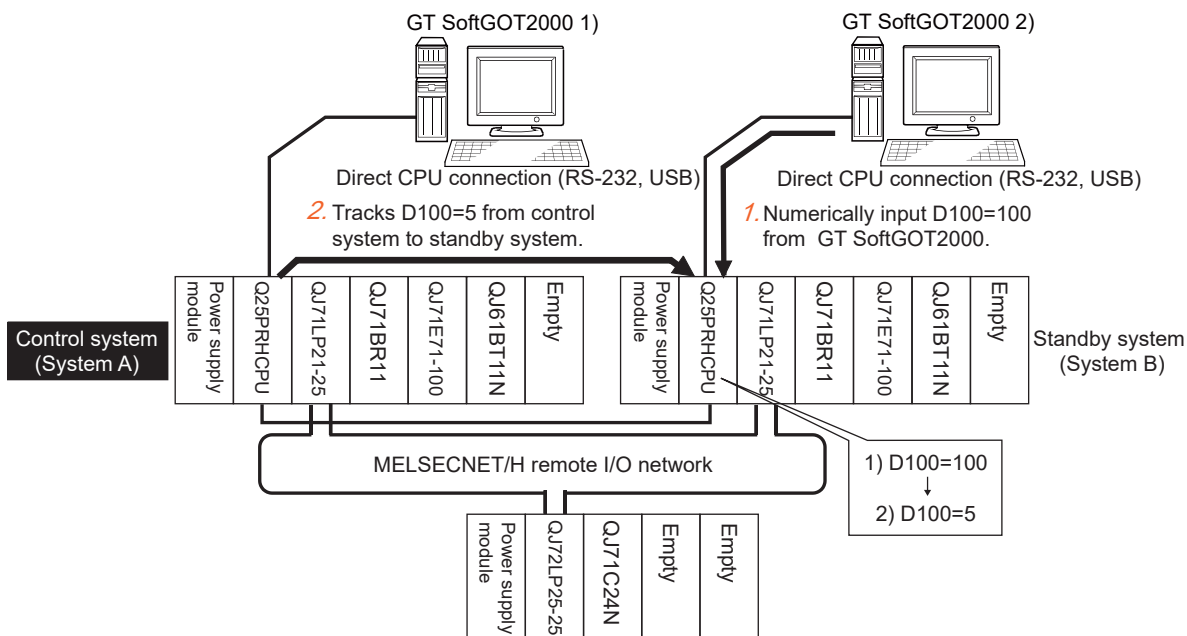 GT SoftGOT2000 1)
GT SoftGOT2000 2)
Direct CPU connection (RS-232, USB)
Direct CPU connection (RS-232, USB)
2. Tracks D100=5 from control
system to standby system.
1. Numerically input D100=100
from GT SoftGOT2000.
Control system
(System A)
Power supply
module
Q25PRHCPU
QJ71LP21-25
QJ71BR11
QJ71E71-100
QJ61BT11N
Empty
Power supply
module
Q25PRHCPU
QJ71LP21-25
QJ71BR11
QJ71E71-100
QJ61BT11N
Empty
Standby system
(System B)
MELSECNET/H remote I/O network
1) D100=100
↓
2) D100=5
Power supply
module
QJ72LP25-25
QJ71C24N
Empty
Empty